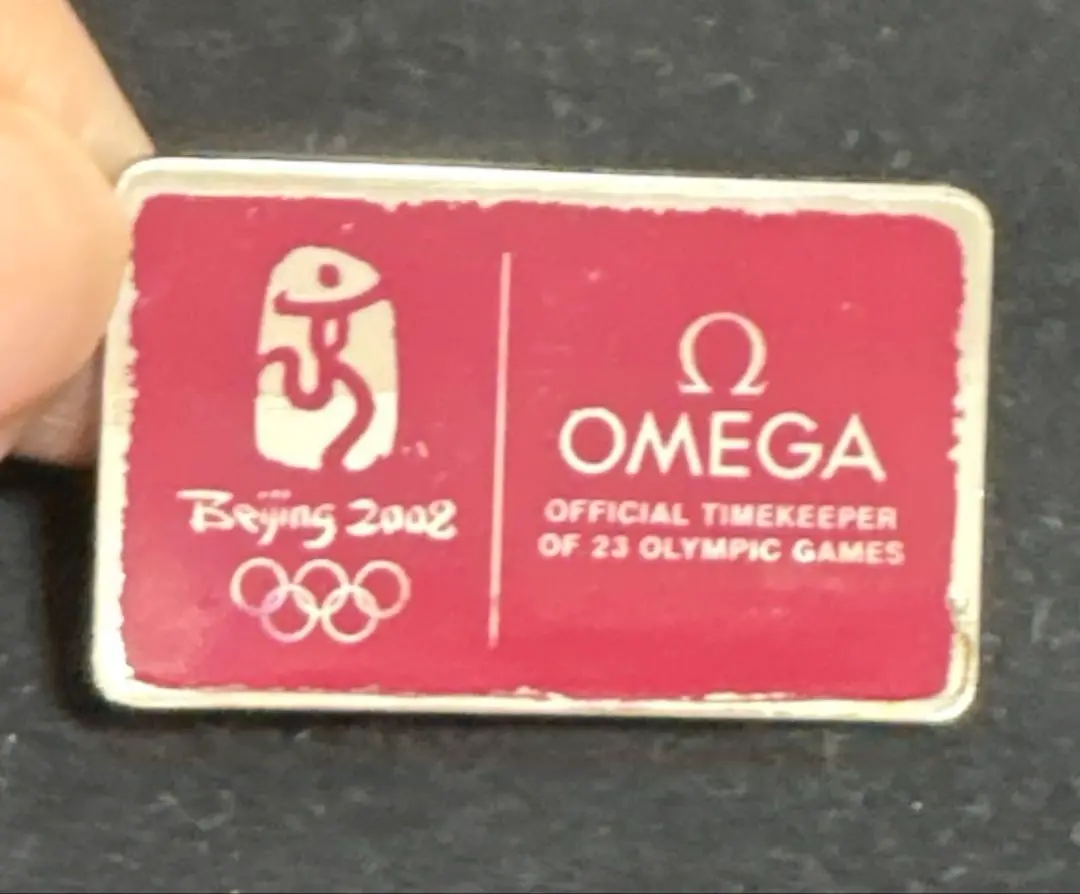 Beijing 2008
Ω
OMEGA
OFFICIAL TIMEKEEPER
OF 23 OLYMPIC GAMES